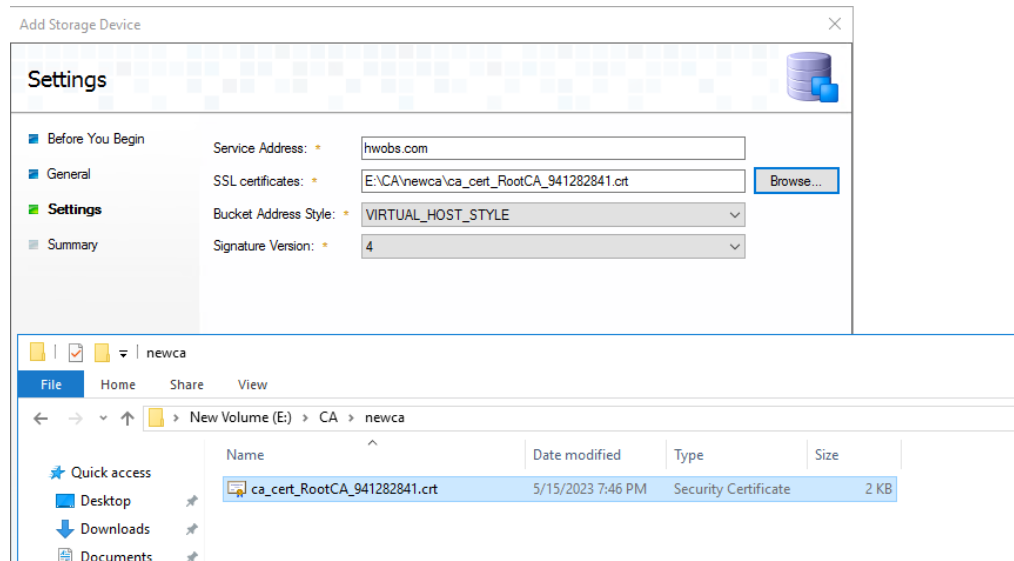 Add Storage Device
Settings
Before You Begin
General
Settings
Summary
Service Address: * hwobs.com
SSL certificates: * E:\CA\newca\ca_cert_RootCA_941282841.crt Browse...
Bucket Address Style: * VIRTUAL_HOST_STYLE
Signature Version: * 4
newca
File Home Share View
New Volume (E:) > CA > newca
Name Date modified Type Size
Quick access
Desktop
Downloads
Documents
ca_cert_RootCA_941282841.crt 5/15/2023 7:46 PM Security Certificate 2 KB